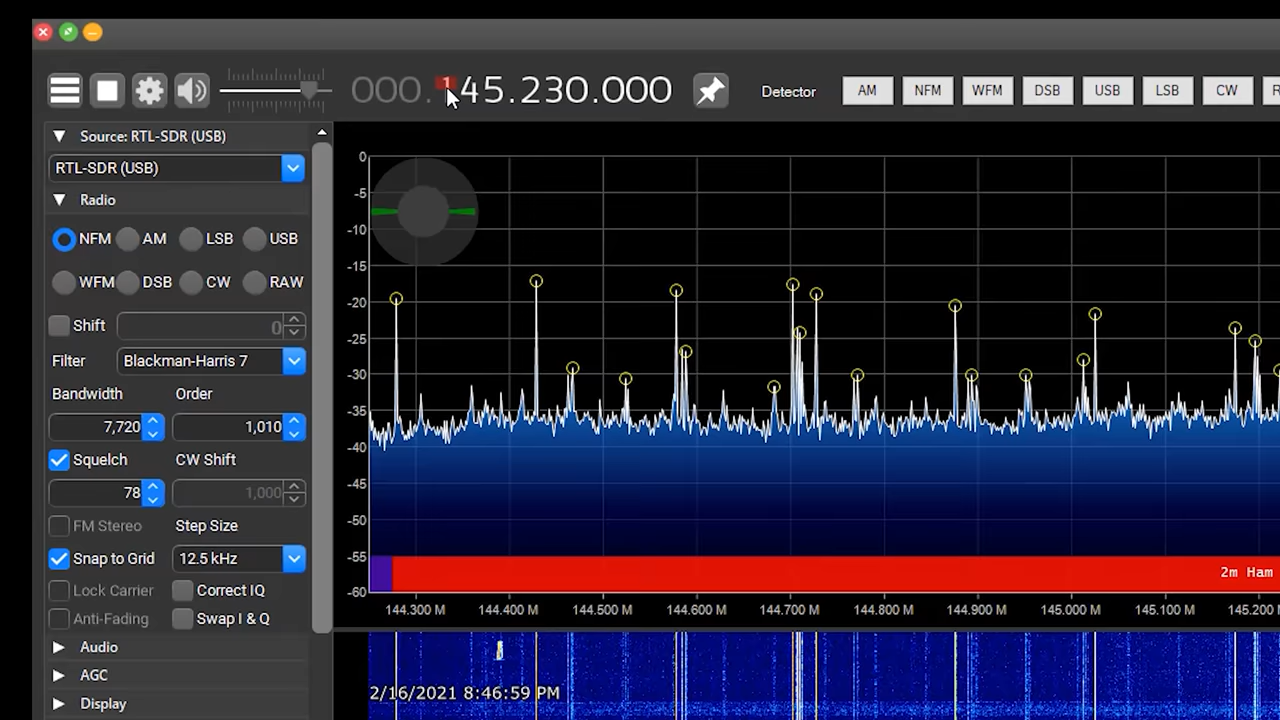 000.145.230.000 Detector AM NFM WFM DSB USB LSB CW R
Source: RTL-SDR (USB)
RTL-SDR (USB)
Radio
NFM AM LSB USB
WFM DSB CW RAW
Shift 0
Filter Blackman-Harris 7
Bandwidth Order
7,720 1,010
Squelch CW Shift
78 1,000
FM Stereo Step Size
Snap to Grid 12.5 kHz
Lock Carrier Correct IQ
Anti-Fading Swap I & Q
Audio
AGC
Display
0
-5
-10
-15
-20
-25
-30
-35
-40
-45
-50
-55
-60
2m Ham
144.300 M 144.400 M 144.500 M 144.600 M 144.700 M 144.800 M 144.900 M 145.000 M 145.100 M 145.200
2/16/2021 8:46:59 PM